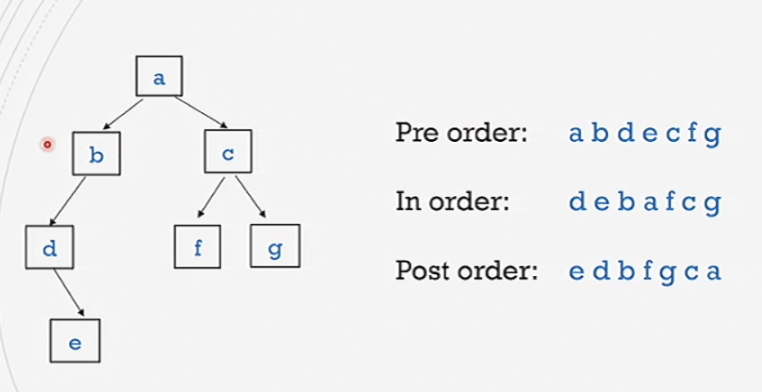 a
b
c
d
f
g
e
Pre order: a b d e c f g
In order: d e b a f c g
Post order: e d b f g c a